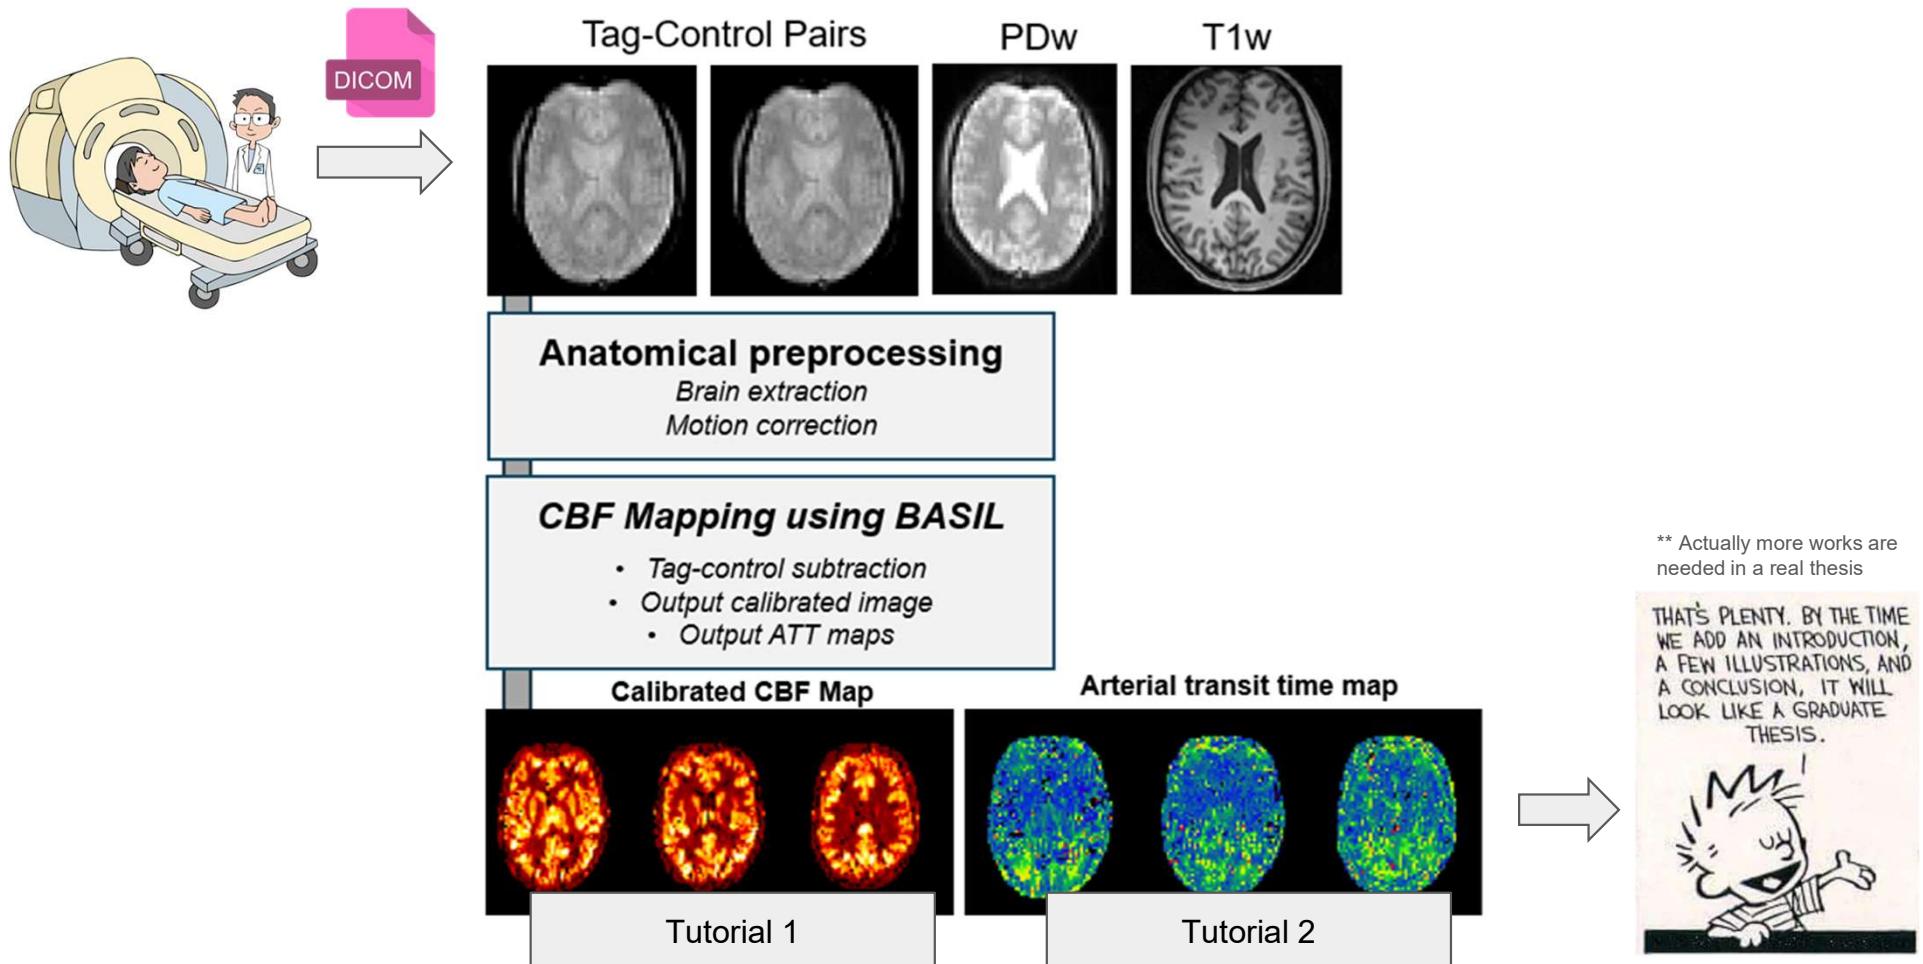 DICOM
Tag-Control Pairs
PDw
T1w
Anatomical preprocessing
Brain extraction
Motion correction
CBF Mapping using BASIL
• Tag-control subtraction
• Output calibrated image
• Output ATT maps
Calibrated CBF Map
Arterial transit time map
Tutorial 1
Tutorial 2
** Actually more works are
needed in a real thesis
THAT'S PLENTY. BY THE TIME
WE ADD AN INTRODUCTION,
A FEW ILLUSTRATIONS, AND
A CONCLUSION, IT WILL
LOOK LIKE A GRADUATE
THESIS.